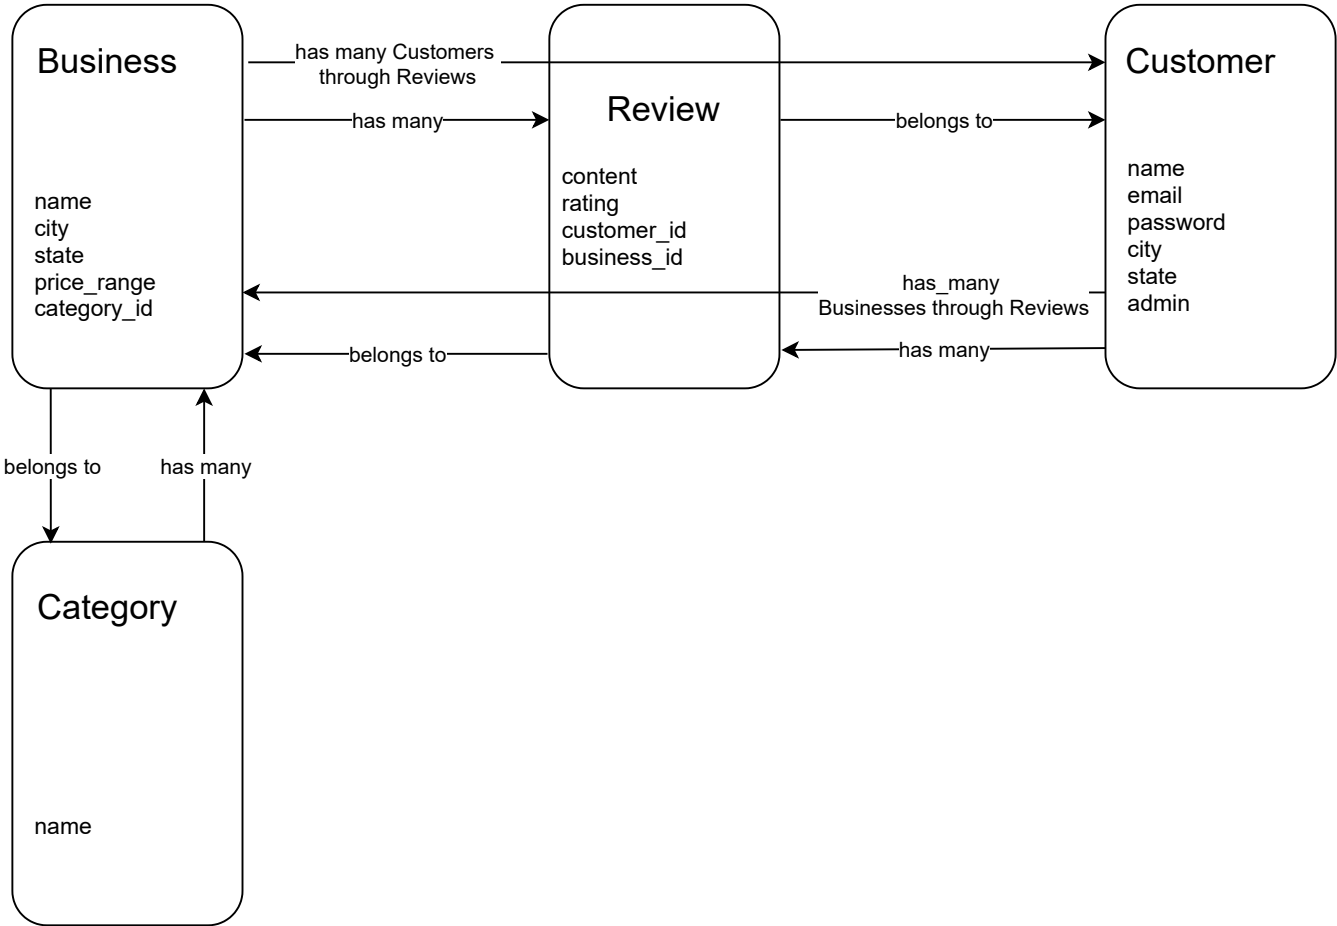 Business
name
city
state
price_range
category_id
has many Customers
through Reviews
has many
Review
content
rating
customer_id
business_id
belongs to
Customer
name
email
password
city
state
admin
has_many
Businesses through Reviews
has many
belongs to
belongs to
has many
Category
name